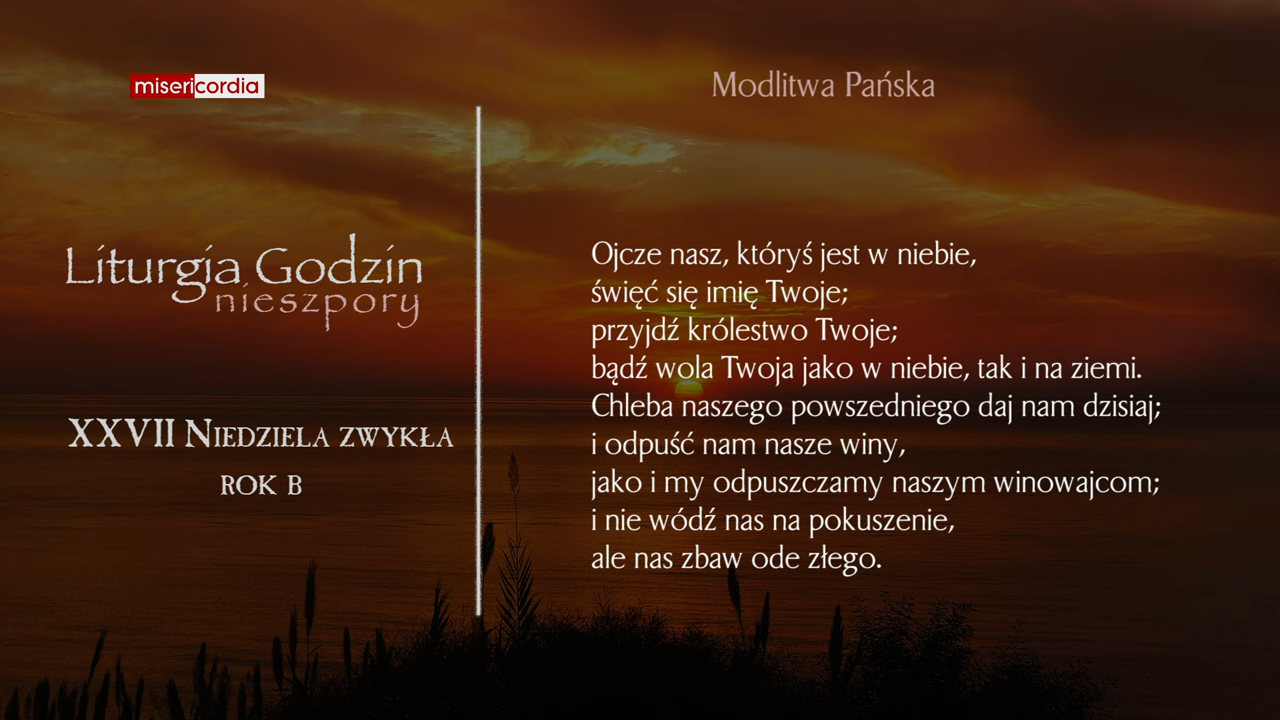 misericordia
Liturgia Godzin
nieszpory
XXVII Niedziela zwykła
rok B
Modlitwa Pańska
Ojcze nasz, któryś jest w niebie,
święć się imię Twoje;
przyjdź królestwo Twoje;
bądź wola Twoja jako w niebie, tak i na ziemi.
Chleba naszego powszedniego daj nam dzisiaj;
i odpuść nam nasze winy,
jako i my odpuszczamy naszym winowajcom;
i nie wódź nas na pokuszenie,
ale nas zbaw ode złego.